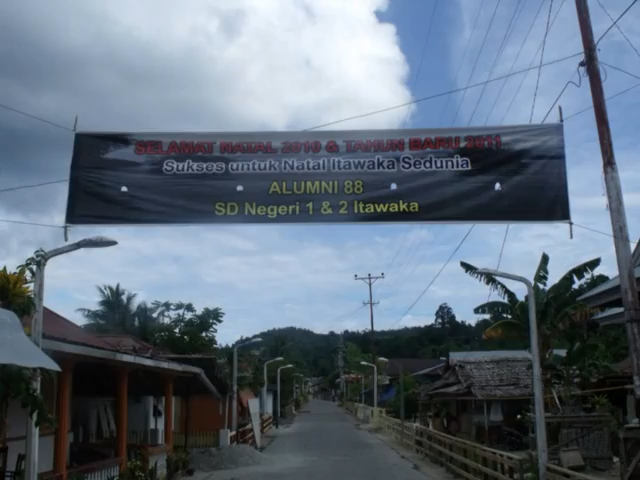 SELAMAT NATAL 2010 & TAHUN BARU 2011
Sukses untuk Natal Itawaka Sedunia
ALUMNI 88
SD Negeri 1 & 2 Itawaka